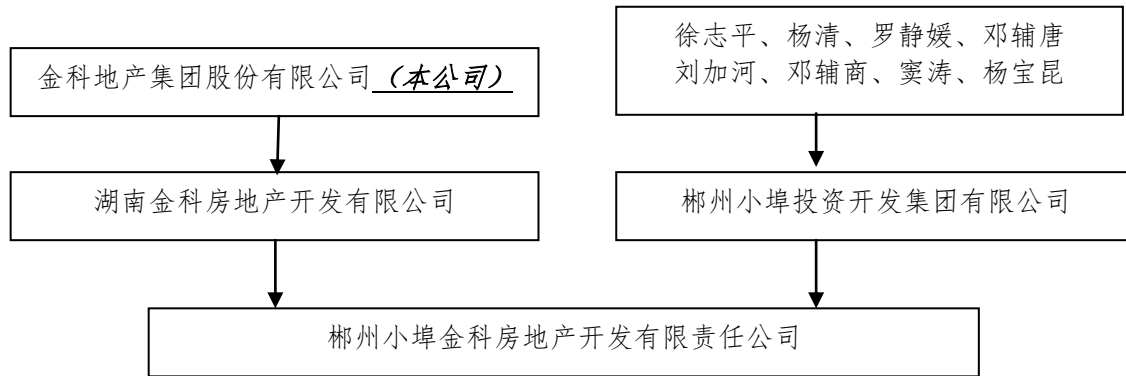 金科地产集团股份有限公司（本公司）
徐志平、杨清、罗静媛、邓辅唐
刘加河、邓辅商、窦涛、杨宝昆
湖南金科房地产开发有限公司
郴州小埠投资开发集团有限公司
郴州小埠金科房地产开发有限责任公司